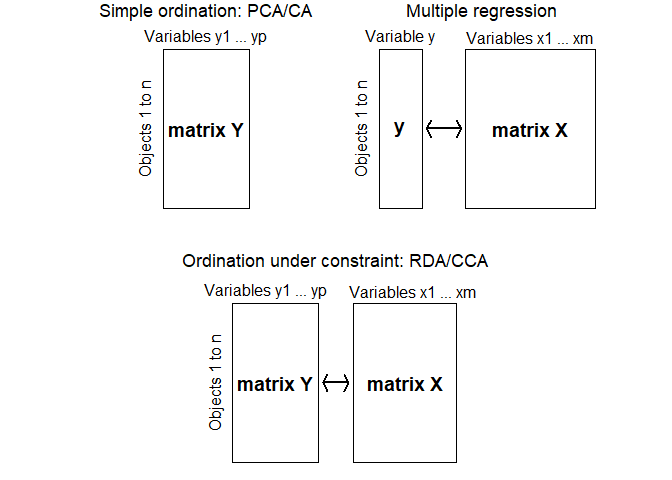 Simple ordination: PCA/CA
Variables y1 ... yp
Objects 1 to n
matrix Y
Multiple regression
Variable y
Variables x1 ... xm
Objects 1 to n
y
matrix X
Ordination under constraint: RDA/CCA
Variables y1 ... yp
Variables x1 ... xm
Objects 1 to n
matrix Y
matrix X